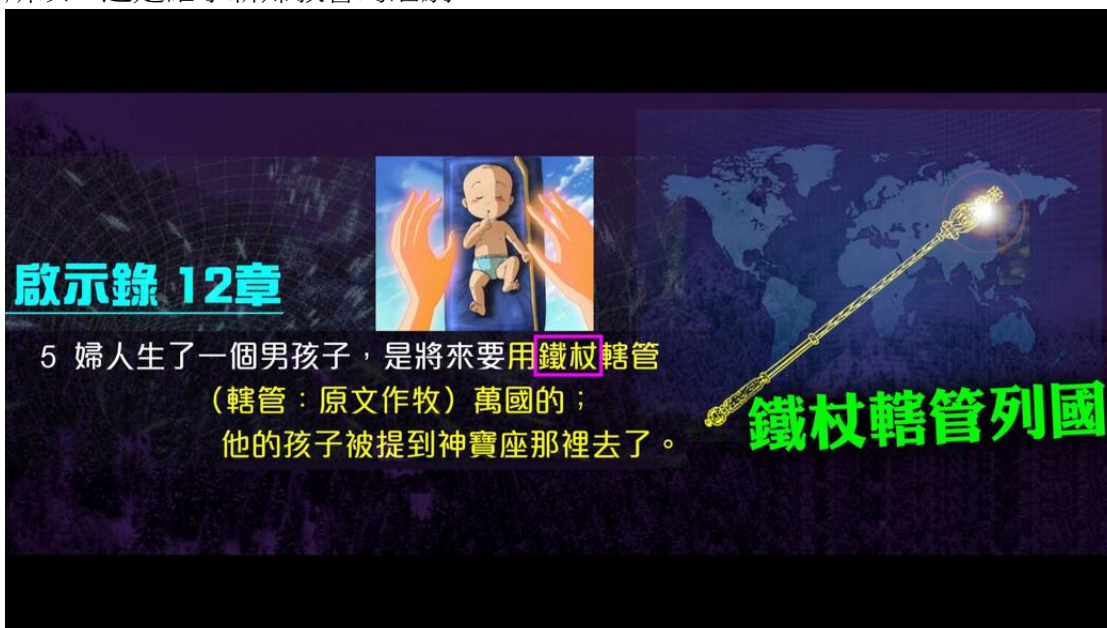 啟示錄 12章
5 婦人生了一個男孩子，是將來要用鐵杖轄管
（轄管：原文作牧）萬國的；
他的孩子被提到神寶座那裡去了。
鐵杖轄管列國